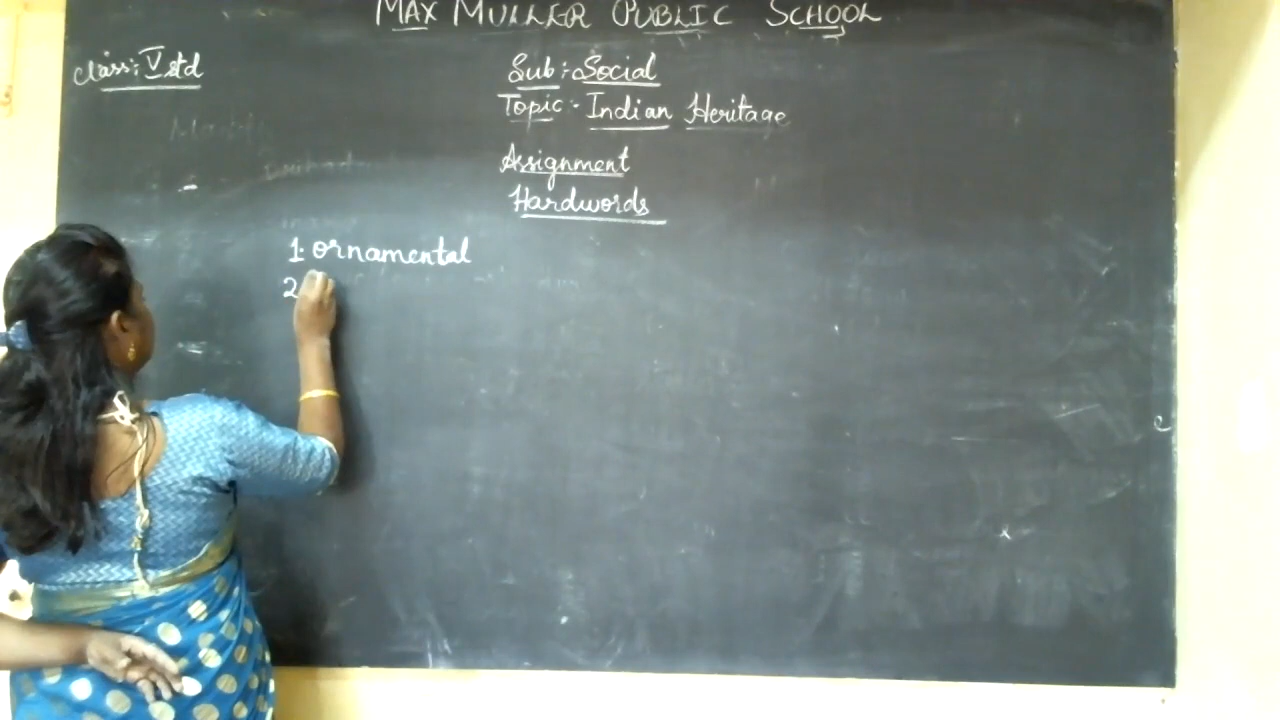 MAX MULLER PUBLIC SCHOOL
Class: V std
Sub :- Social
Topic :- Indian Heritage
Assignment
Hardwords
1. ornamental
2